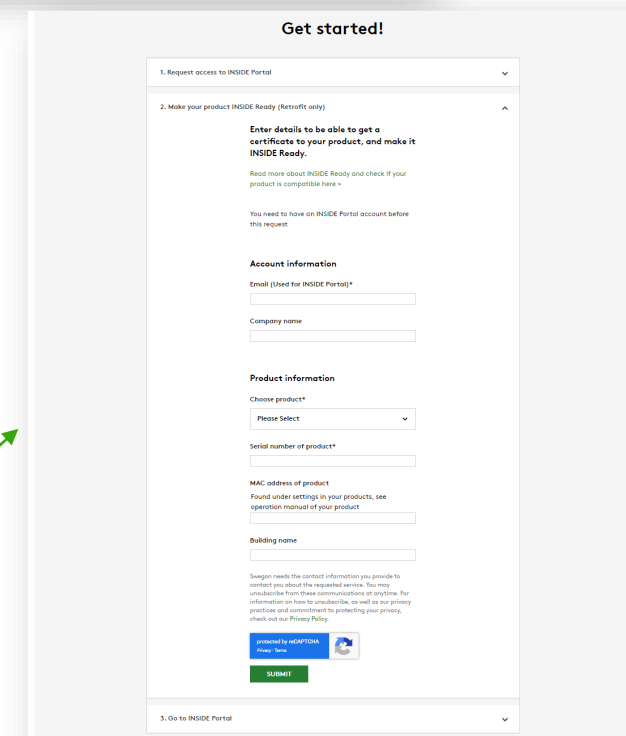 Get started!
1. Request access to INSIDE Portal
2. Make your product INSIDE Ready (Retrofit only)
Enter details to be able to get a
certificate to your product, and make it
INSIDE Ready.
Read more about INSIDE Ready and check if your
product is compatible here >
You need to have an INSIDE Portal account before
this request
Account information
Email (Used for INSIDE Portal)*
Company name
Product information
Choose product*
Please Select
Serial number of product*
MAC address of product
Found under settings in your products, see
operation manual of your product
Building name
Swegon needs the contact information you provide to
contact you about the requested service. You may
unsubscribe from these communications at anytime. For
information on how to unsubscribe, as well as our privacy
practices and commitment to protecting your privacy,
check out our Privacy Policy.
protected by reCAPTCHA
Privacy - Terms
SUBMIT
3. Go to INSIDE Portal